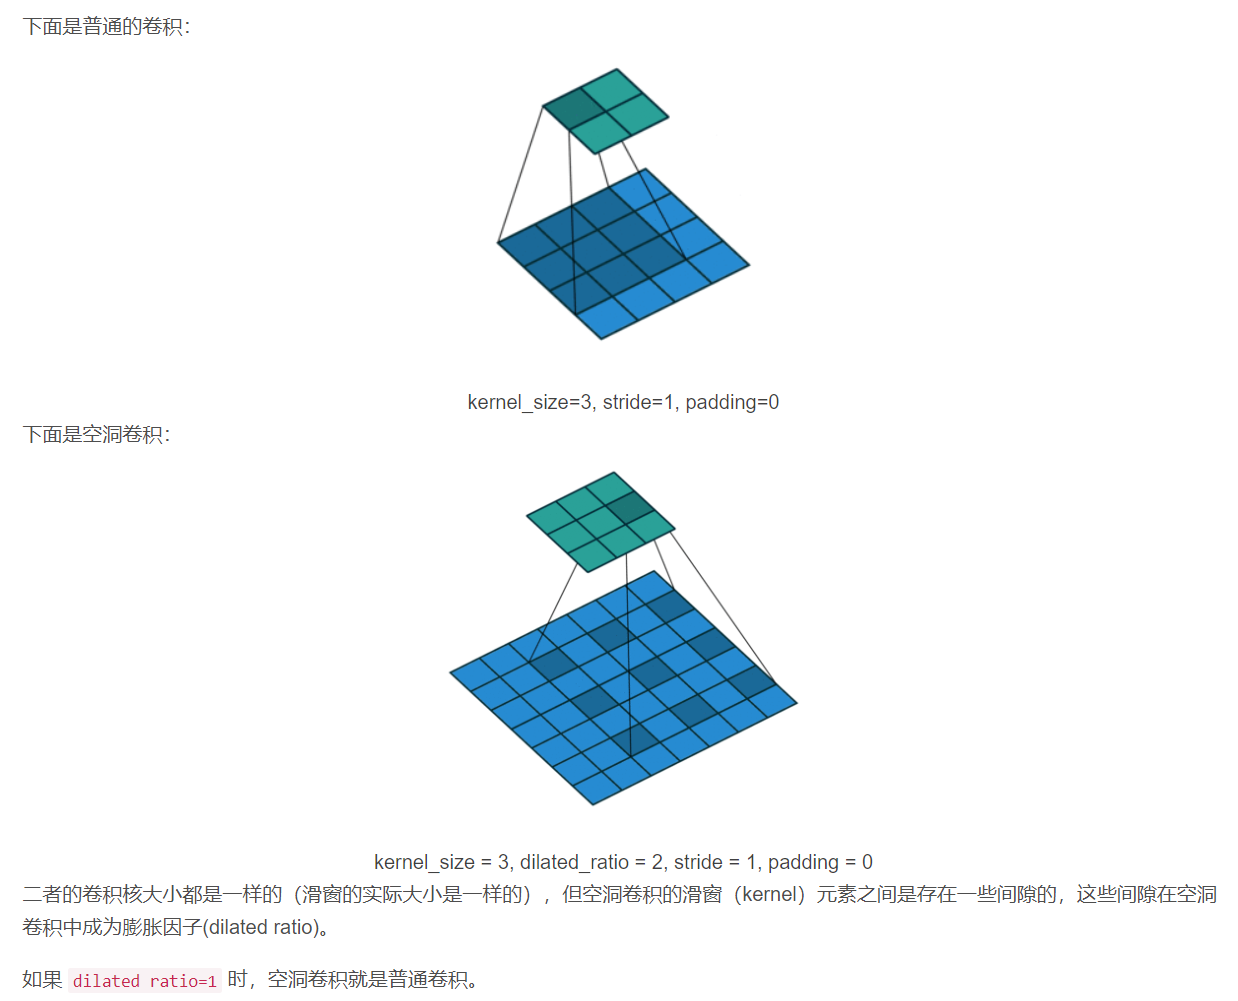 下面是普通的卷积：
kernel_size=3, stride=1, padding=0
下面是空洞卷积：
kernel_size = 3, dilated_ratio = 2, stride = 1, padding = 0
二者的卷积核大小都是一样的（滑窗的实际大小是一样的），但空洞卷积的滑窗（kernel）元素之间是存在一些间隙的，这些间隙在空洞
卷积中成为膨胀因子(dilated ratio)。
如果 dilated ratio=1 时，空洞卷积就是普通卷积。